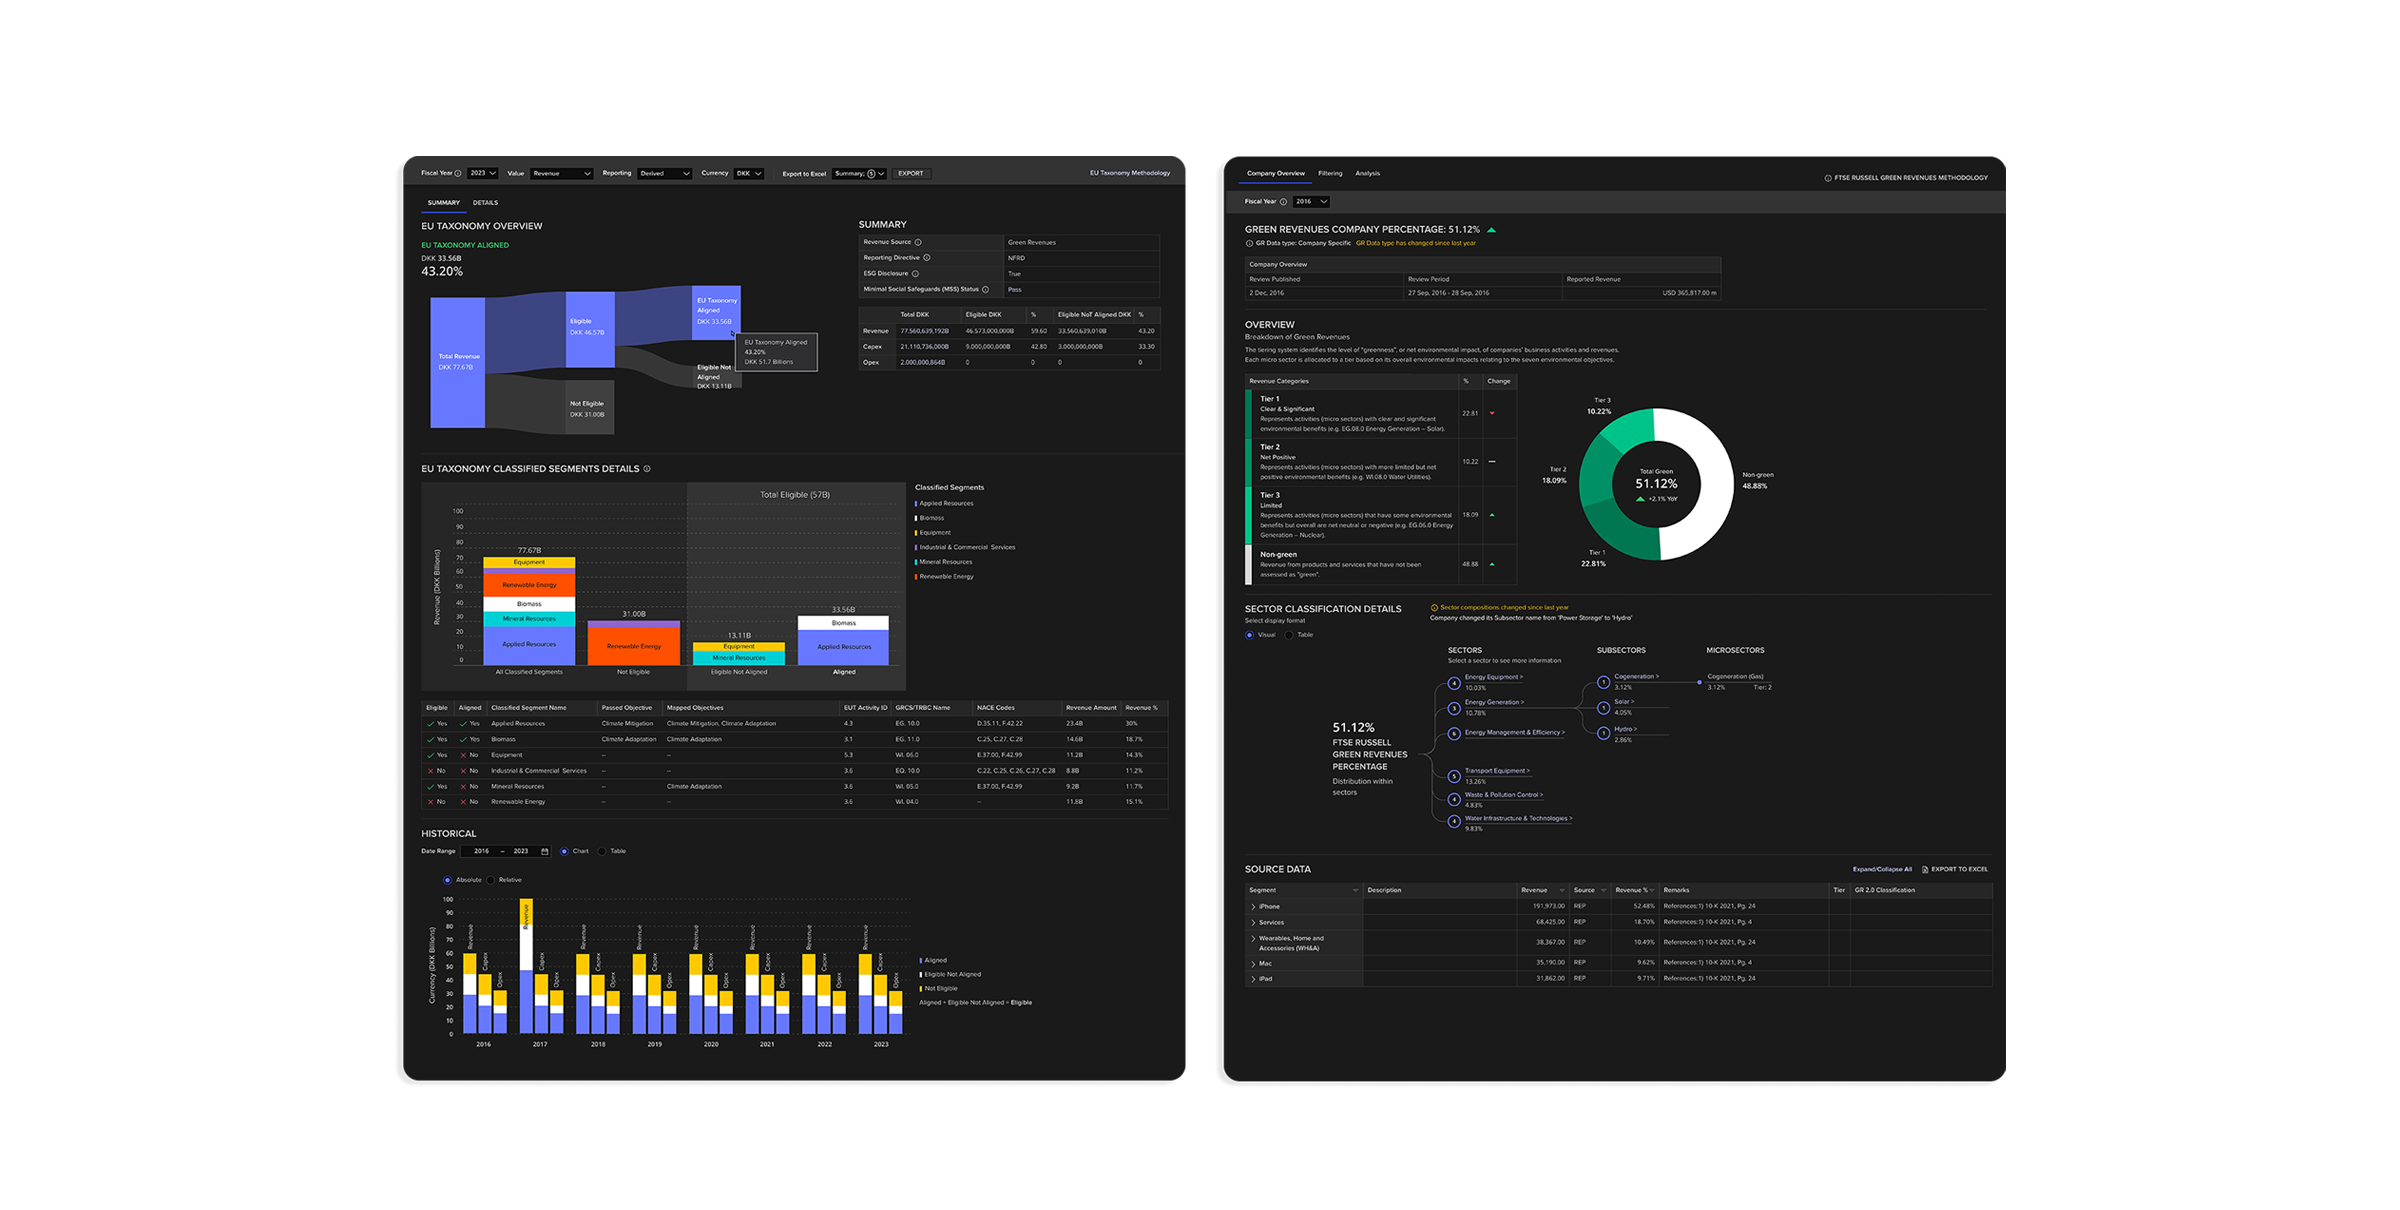 Fiscal Year 2023 Value Revenue Reporting Derived Currency DKK Export to Excel Summary; 5 EXPORT EU Taxonomy Methodology
SUMMARY DETAILS
EU TAXONOMY OVERVIEW
EU TAXONOMY ALIGNED
DKK 33.56B
43.20%
Total Revenue
DKK 77.67B
Eligible
DKK 46.57B
Not Eligible
DKK 31.00B
EU Taxonomy
Aligned
DKK 33.56B
EU Taxonomy Aligned
43.20%
DKK 51.7 Billions
Eligible Not
Aligned
DKK 13.11B
SUMMARY
Revenue Source Green Revenues
Reporting Directive NFRD
ESG Disclosure True
Minimal Social Safeguards (MSS) Status Pass
Total DKK Eligible DKK % Eligible NoT Aligned DKK %
Revenue 77.560,639,192B 46.573,000,000B 59.60 33.560,639,010B 43.20
Capex 21.110,736,000B 9.000,000,000B 42.80 3.000,000,000B 33.30
Opex 2.000,000,864B 0 0 0 0
EU TAXONOMY CLASSIFIED SEGMENTS DETAILS
Total Eligible (57B)
Revenue (DKK Billions)
100
90
80
70
60
50
40
30
20
10
0
77.67B
Equipment
Renewable Energy
Biomass
Mineral Resources
Applied Resources
All Classified Segments
31.00B
Renewable Energy
Not Eligible
13.11B
Equipment
Mineral Resources
Eligible Not Aligned
33.56B
Biomass
Applied Resources
Aligned
Classified Segments
Applied Resources
Biomass
Equipment
Industrial & Commercial Services
Mineral Resources
Renewable Energy
Eligible Aligned Classified Segment Name Passed Objective Mapped Objectives EUT Activity ID GRCS/TRBC Name NACE Codes Revenue Amount Revenue %
Yes Yes Applied Resources Climate Mitigation Climate Mitigation, Climate Adaptation 4.3 EG. 10.0 D.35.11, F.42.22 23.4B 30%
Yes Yes Biomass Climate Adaptation Climate Adaptation 3.1 EG. 11.0 C.25, C.27, C.28 14.6B 18.7%
Yes No Equipment – – 5.3 WI. 06.0 E.37.00, F.42.99 11.2B 14.3%
No No Industrial & Commercial Services – – 3.6 EQ. 10.0 C.22, C.25, C.26, C.27, C.28 8.8B 11.2%
Yes No Mineral Resources – Climate Adaptation 3.6 WI. 05.0 E.37.00, F.42.99 9.2B 11.7%
No No Renewable Energy – – 3.6 WI. 04.0 – 11.8B 15.1%
HISTORICAL
Date Range 2016 – 2023 Chart Table
Absolute Relative
Currency (DKK Billions)
100
90
80
70
60
50
40
30
20
10
0
Revenue Capex Opex
Revenue Capex Opex
Revenue Capex Opex
Revenue Capex Opex
Revenue Capex Opex
Revenue Capex Opex
Revenue Capex Opex
Revenue Capex Opex
2016 2017 2018 2019 2020 2021 2022 2023
Aligned
Eligible Not Aligned
Not Eligible
Aligned + Eligible Not Aligned = Eligible
Company Overview Filtering Analysis
FTSE RUSSELL GREEN REVENUES METHODOLOGY
Fiscal Year 2016
GREEN REVENUES COMPANY PERCENTAGE: 51.12%
GR Data type: Company Specific GR Data type has changed since last year
Company Overview
Review Published Review Period Reported Revenue
2 Dec, 2016 27 Sep, 2016 - 28 Sep, 2016 USD 365,817.00 m
OVERVIEW
Breakdown of Green Revenues
The tiering system identifies the level of "greenness", or net environmental impact, of companies' business activities and revenues.
Each micro sector is allocated to a tier based on its overall environmental impacts relating to the seven environmental objectives.
Revenue Categories % Change
Tier 1
Clear & Significant
Represents activities (micro sectors) with clear and significant
environmental benefits (e.g. EG.08.0 Energy Generation – Solar).
22.81
Tier 2
Net Positive
Represents activities (micro sectors) with more limited but net
positive environmental benefits (e.g. WI.08.0 Water Utilities).
10.22
Tier 3
Limited
Represents activities (micro sectors) that have some environmental
benefits but overall are net neutral or negative (e.g. EG.06.0 Energy
Generation – Nuclear).
18.09
Non-green
Revenue from products and services that have not been
assessed as "green".
48.88
Tier 3
10.22%
Tier 2
18.09%
Tier 1
22.81%
Total Green
51.12%
+2.1% YoY
Non-green
48.88%
SECTOR CLASSIFICATION DETAILS
Select display format
Visual Table
Sector compositions changed since last year
Company changed its Subsector name from 'Power Storage' to 'Hydro'
SECTORS SUBSECTORS MICROSECTORS
Select a sector to see more information
51.12%
FTSE RUSSELL
GREEN REVENUES
PERCENTAGE
Distribution within
sectors
4 Energy Equipment >
10.03%
3 Energy Generation >
10.78%
6 Energy Management & Efficiency >
5 Transport Equipment >
13.26%
4 Waste & Pollution Control >
4.83%
4 Water Infrastructure & Technologies >
9.83%
1 Cogeneration >
3.12%
1 Solar >
4.05%
1 Hydro >
2.86%
Cogeneration (Gas)
3.12% Tier: 2
SOURCE DATA
Expand/Collapse All EXPORT TO EXCEL
Segment Description Revenue Source Revenue % Remarks Tier GR 2.0 Classification
iPhone 191,973.00 REP 52.48% References:1) 10-K 2021, Pg. 24
Services 68,425.00 REP 18.70% References:1) 10-K 2021, Pg. 4
Wearables, Home and
Accessories (WH&A)
38,367.00 REP 10.49% References:1) 10-K 2021, Pg. 24
Mac 35,190.00 REP 9.62% References:1) 10-K 2021, Pg. 4
iPad 31,862.00 REP 9.71% References:1) 10-K 2021, Pg. 24